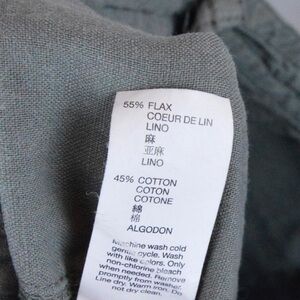 55% FLAX
COEUR DE LIN
LINO
麻
亚麻
LINO
45% COTTON
COTON
COTONE
綿
棉
ALGODON
Machine wash cold
gentle cycle. Wash
with like colors. Only
non-chlorine bleach
when needed. Remove
promptly from washer.
Line dry. Warm iron. Do
not dry clean.